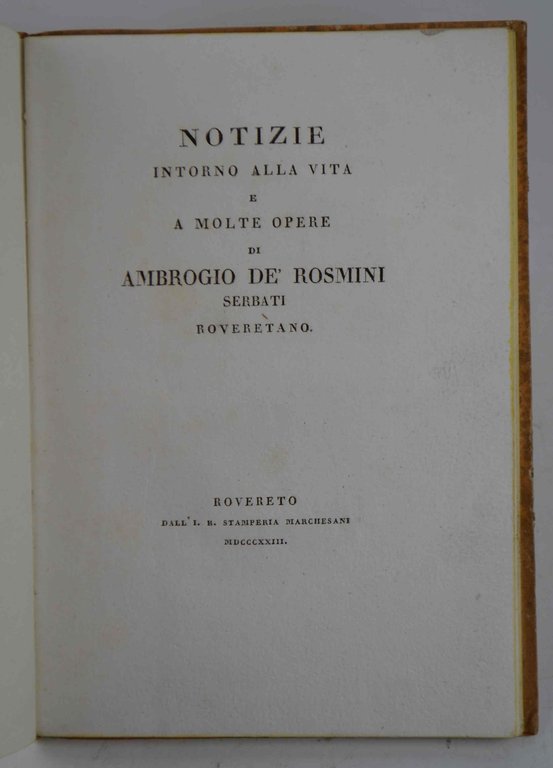 NOTIZIE
INTORNO ALLA VITA
E
A MOLTE OPERE
DI
AMBROGIO DE' ROSMINI
SERBATI
ROVERETANO.
ROVERETO
DALL' I. R. STAMPERIA MARCHESANI
MDCCCXXIII.